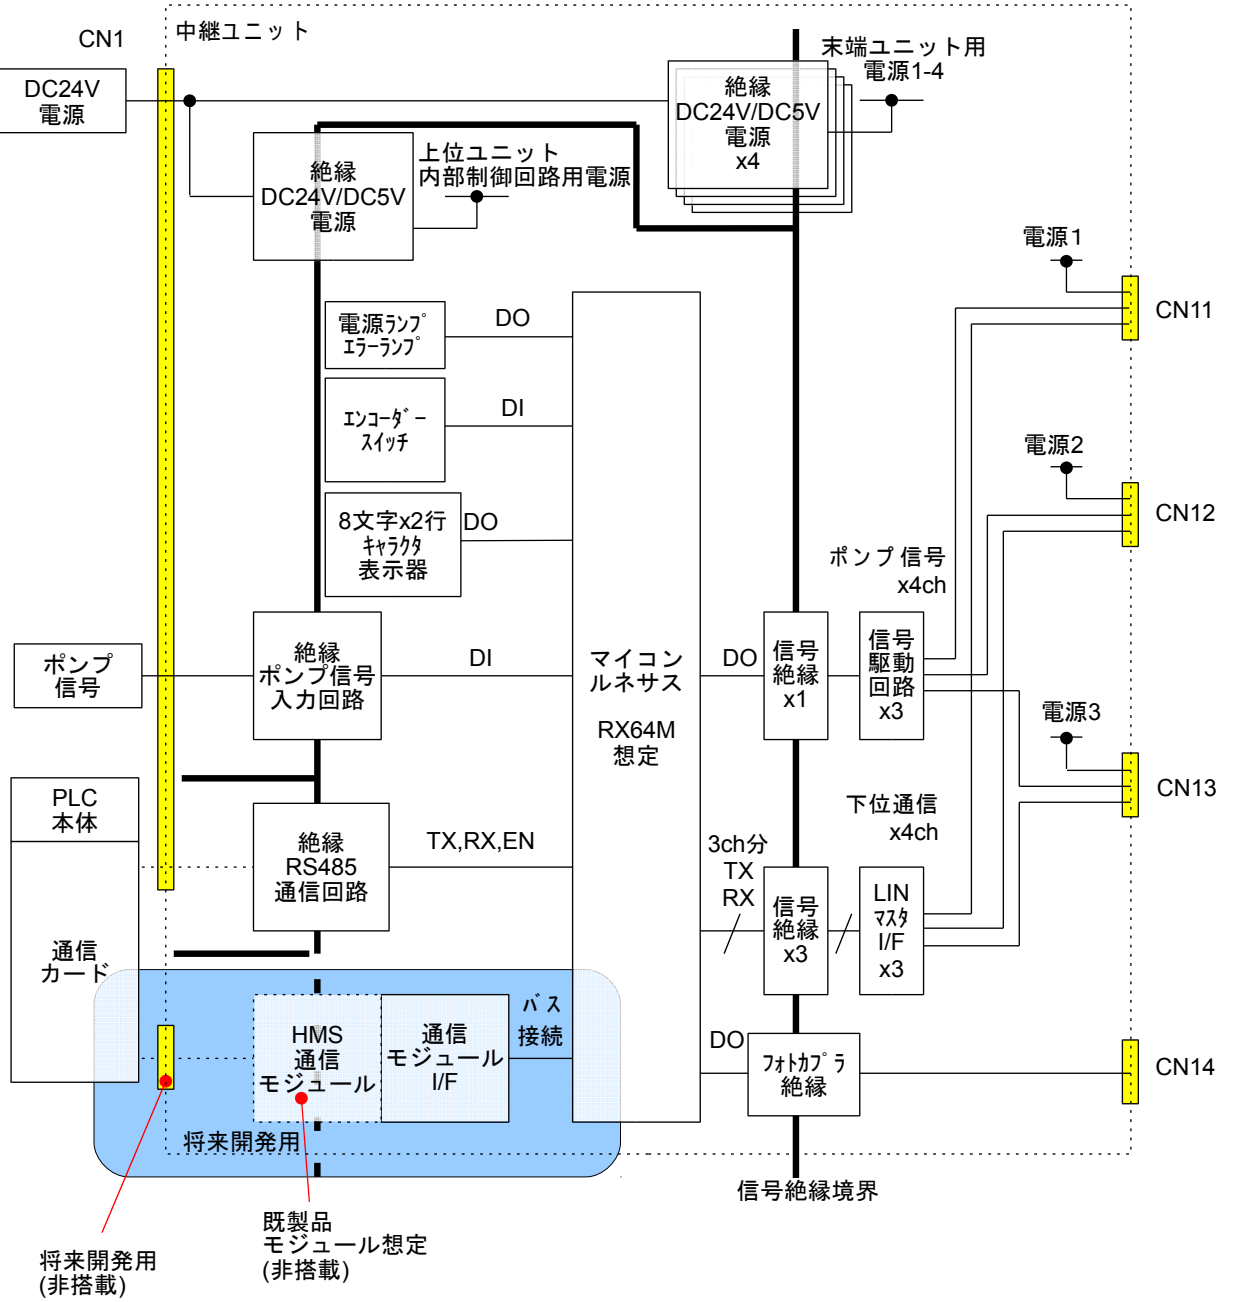 CN1
中継ユニット
DC24V
電源
末端ユニット用
電源1-4
絶縁
DC24V/DC5V
電源
x4
絶縁
DC24V/DC5V
電源
上位ユニット
内部制御回路用電源
電源1
CN11
電源ﾗﾝﾌﾟ
ｴﾗｰﾗﾝﾌﾟ
DO
ｴﾝｺｰﾀﾞｰ
ｽｲｯﾁ
DI
電源2
CN12
8文字x2行
ｷｬﾗｸﾀ
表示器
DO
ポンプ信号
x4ch
ポンプ
信号
絶縁
ポンプ信号
入力回路
DI
マイコン
ルネサス
RX64M
想定
DO
信号
絶縁
x1
信号
駆動
回路
x3
電源3
CN13
PLC
本体
通信
カード
絶縁
RS485
通信回路
TX,RX,EN
下位通信
x4ch
3ch分
TX
RX
信号
絶縁
x3
LIN
ﾏｽﾀ
I/F
x3
HMS
通信
モジュール
通信
モジュール
I/F
バス
接続
DO
ﾌｫﾄｶﾌﾟﾗ
絶縁
CN14
将来開発用
信号絶縁境界
既製品
モジュール想定
(非搭載)
将来開発用
(非搭載)